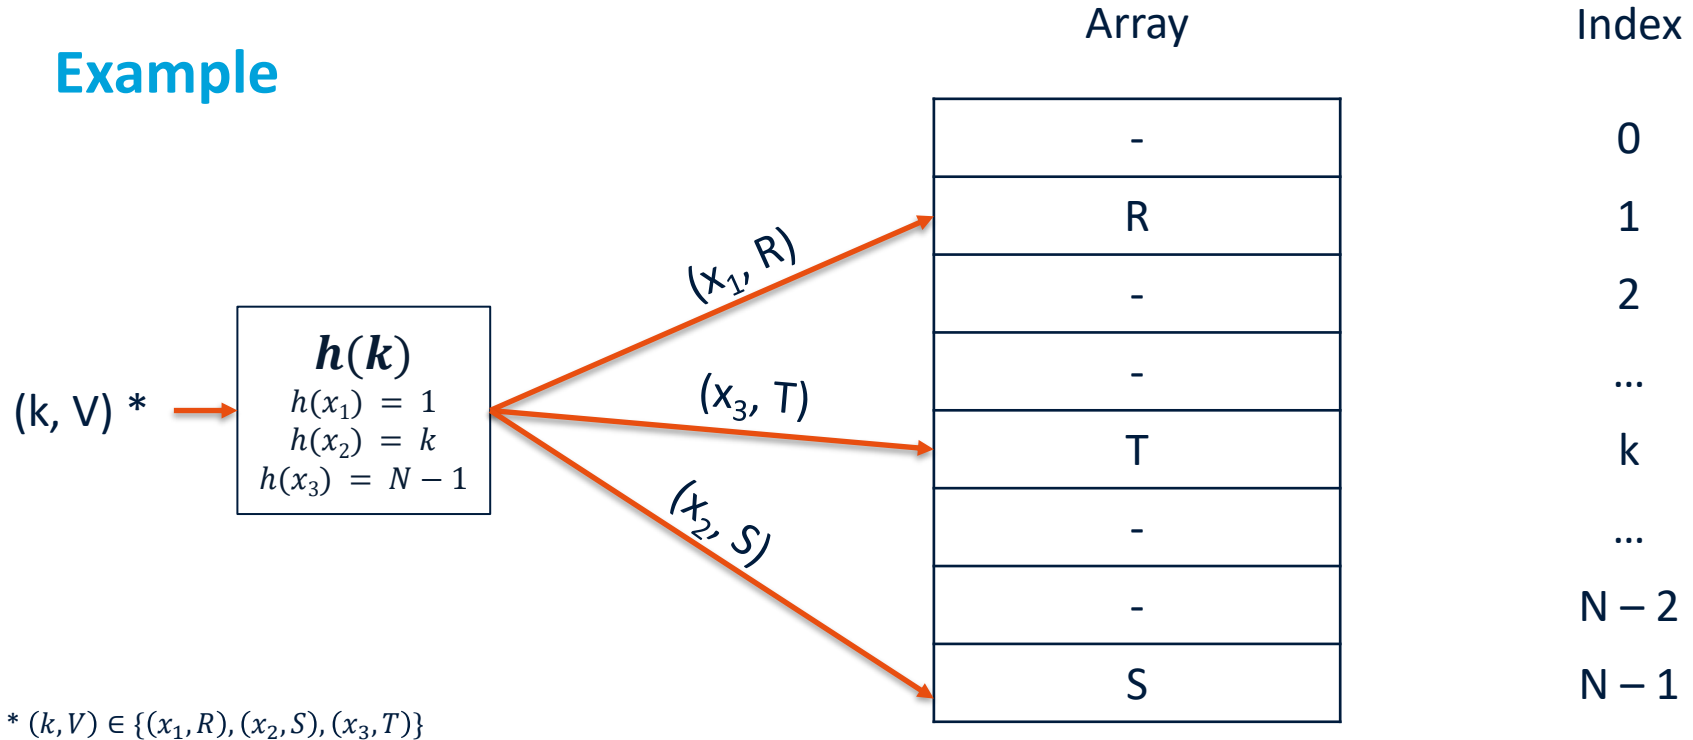 Array Index
Example
- 0
R 1
(x₁, R)
- 2
h(k)
- ...
h(x₁) = 1
(x₃, T)
(k, V) *
h(x₂) = k
T k
h(x₃) = N − 1
(x₂, S)
- ...
- N – 2
S N – 1
* (k, V) ∈ {(x₁, R), (x₂, S), (x₃, T)}